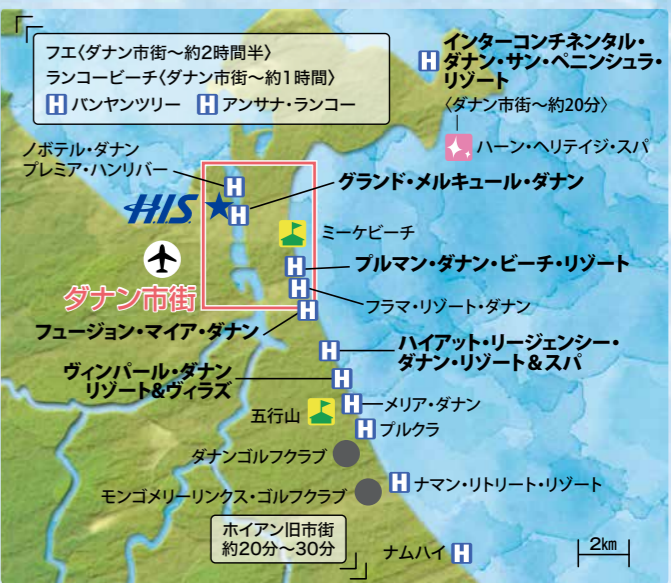 フエ〈ダナン市街～約2時間半〉
ランコービーチ〈ダナン市街～約1時間〉
H バンヤンツリー H アンサナ・ランコー
H インターコンチネンタル・
ダナン・サン・ペニンシュラ・
リゾート
〈ダナン市街～約20分〉
ハーン・ヘリテイジ・スパ
ノボテル・ダナン
プレミア・ハンリバー
H
グランド・メルキュール・ダナン
H.I.S.
H
ミーケビーチ
H
プルマン・ダナン・ビーチ・リゾート
ダナン市街
H
フラマ・リゾート・ダナン
フュージョン・マイア・ダナン
H
H
ハイアット・リージェンシー・
ダナン・リゾート&スパ
ヴィンパール・ダナン
リゾート&ヴィラズ
H
H メリア・ダナン
五行山
H プルクラ
ダナンゴルフクラブ
H ナマン・リトリート・リゾート
モンゴメリーリンクス・ゴルフクラブ
ホイアン旧市街
約20分～30分
ナムハイ H
2km